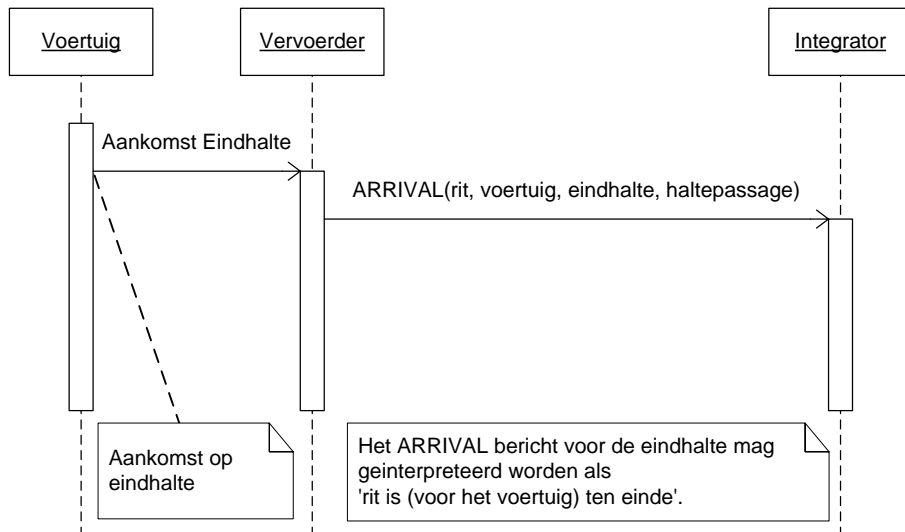 Voertuig
Vervoerder
Integrator
Aankomst Eindhalte
ARRIVAL(rit, voertuig, eindhalte, haltepassage)
Aankomst op
eindhalte
Het ARRIVAL bericht voor de eindhalte mag
geinterpreteerd worden als
'rit is (voor het voertuig) ten einde'.